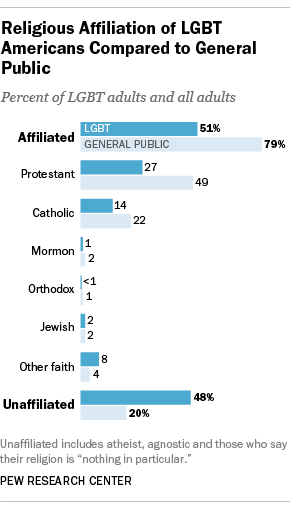 Religious Affiliation of LGBT
Americans Compared to General
Public
Percent of LGBT adults and all adults
Affiliated LGBT 51%
GENERAL PUBLIC 79%
Protestant 27
49
Catholic 14
22
Mormon 1
2
Orthodox <1
1
Jewish 2
2
Other faith 8
4
Unaffiliated 48%
20%
Unaffiliated includes atheist, agnostic and those who say
their religion is “nothing in particular.”
PEW RESEARCH CENTER